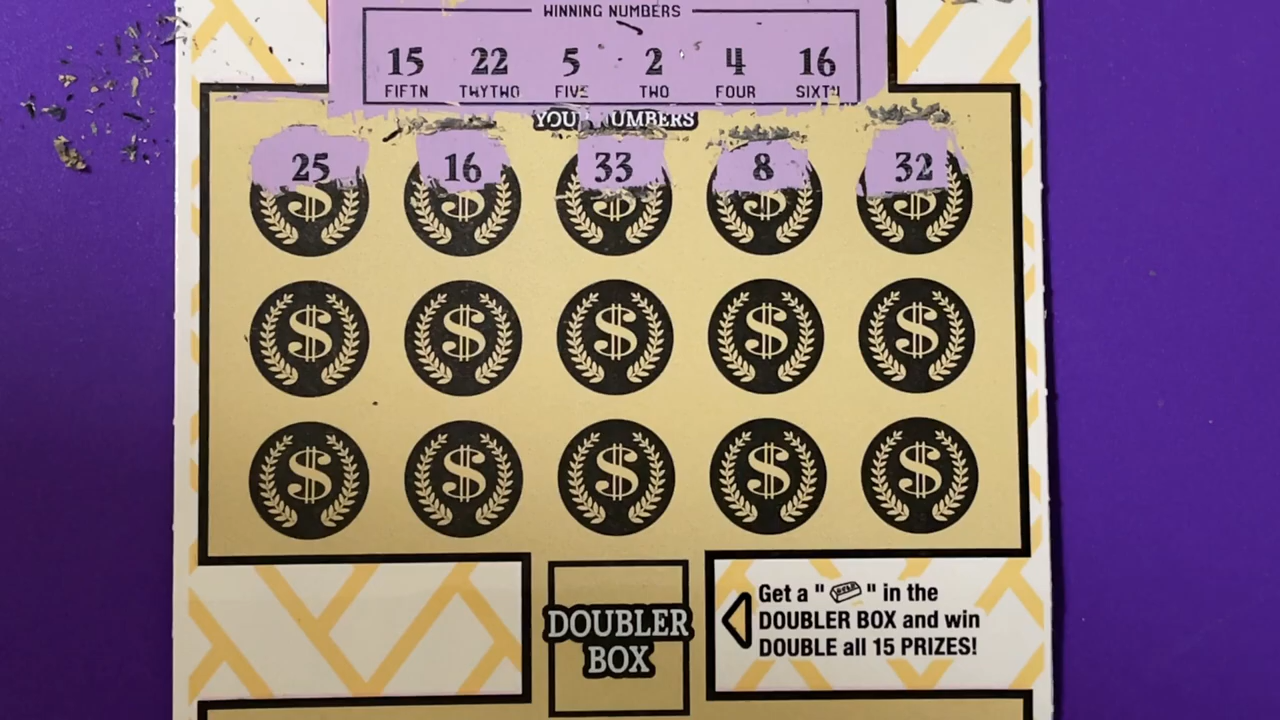 WINNING NUMBERS
15 22 5 2 4 16
FIFTN TWYTWO FIVE TWO FOUR SIXTN
YOUR NUMBERS
25 16 33 8 32
$ $ $ $ $
$ $ $ $ $
$ $ $ $ $
DOUBLER
BOX
Get a " " in the
DOUBLER BOX and win
DOUBLE all 15 PRIZES!